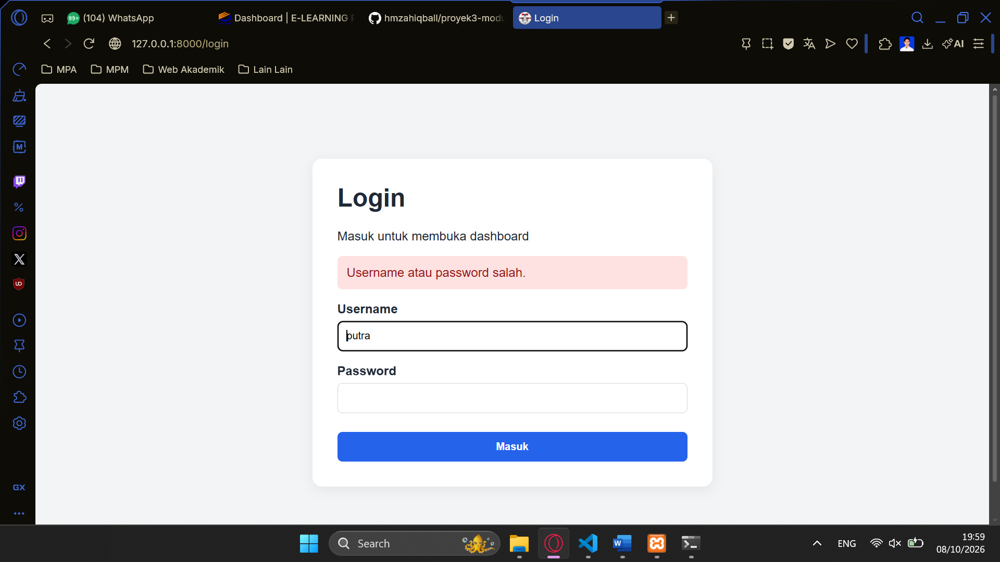 99+ (104) WhatsApp
Dashboard | E-LEARNING
hmzahiqball/proyek3-modu
Login
127.0.0.1:8000/login
AI
MPA
MPM
Web Akademik
Lain Lain
M
GX
Login
Masuk untuk membuka dashboard
Username atau password salah.
Username
putra
Password
Masuk
Search
W
ENG
19:59
08/10/2026